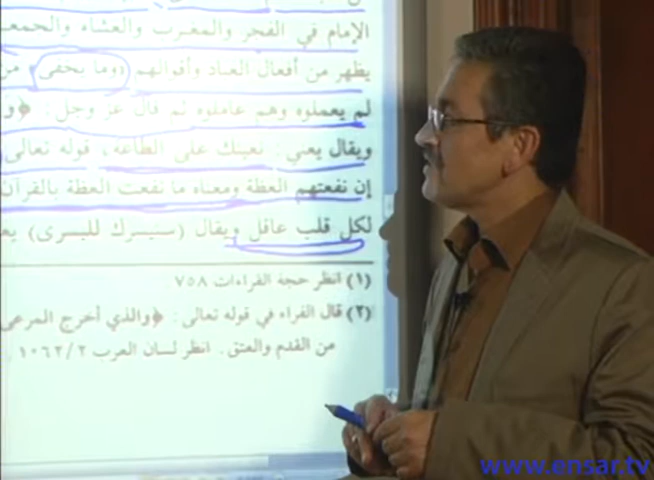 الإمام في الفجر والمغرب والعشاء والجمعة
يظهر من أفعال العباد وأقوالهم «وما يخفى» من
لم يعملوه وهم عاملوه ثم قال عز وجل: ﴿و
ويقال يعني: نعينك على الطاعة، قوله تعالى
إن نفعتهم العظة ومعناه ما نفعت العظة بالقرآن
لكل قلب عاقل ويقال (سنيسرك لليسرى) يع
(١) انظر حجة القراءات ٧٥٨
(٢) قال الفراء في قوله تعالى: ﴿والذي أخرج المرعى
من القدم والعتق. انظر لسان العرب ١٠٦٢/٢.
www.ensar.tv